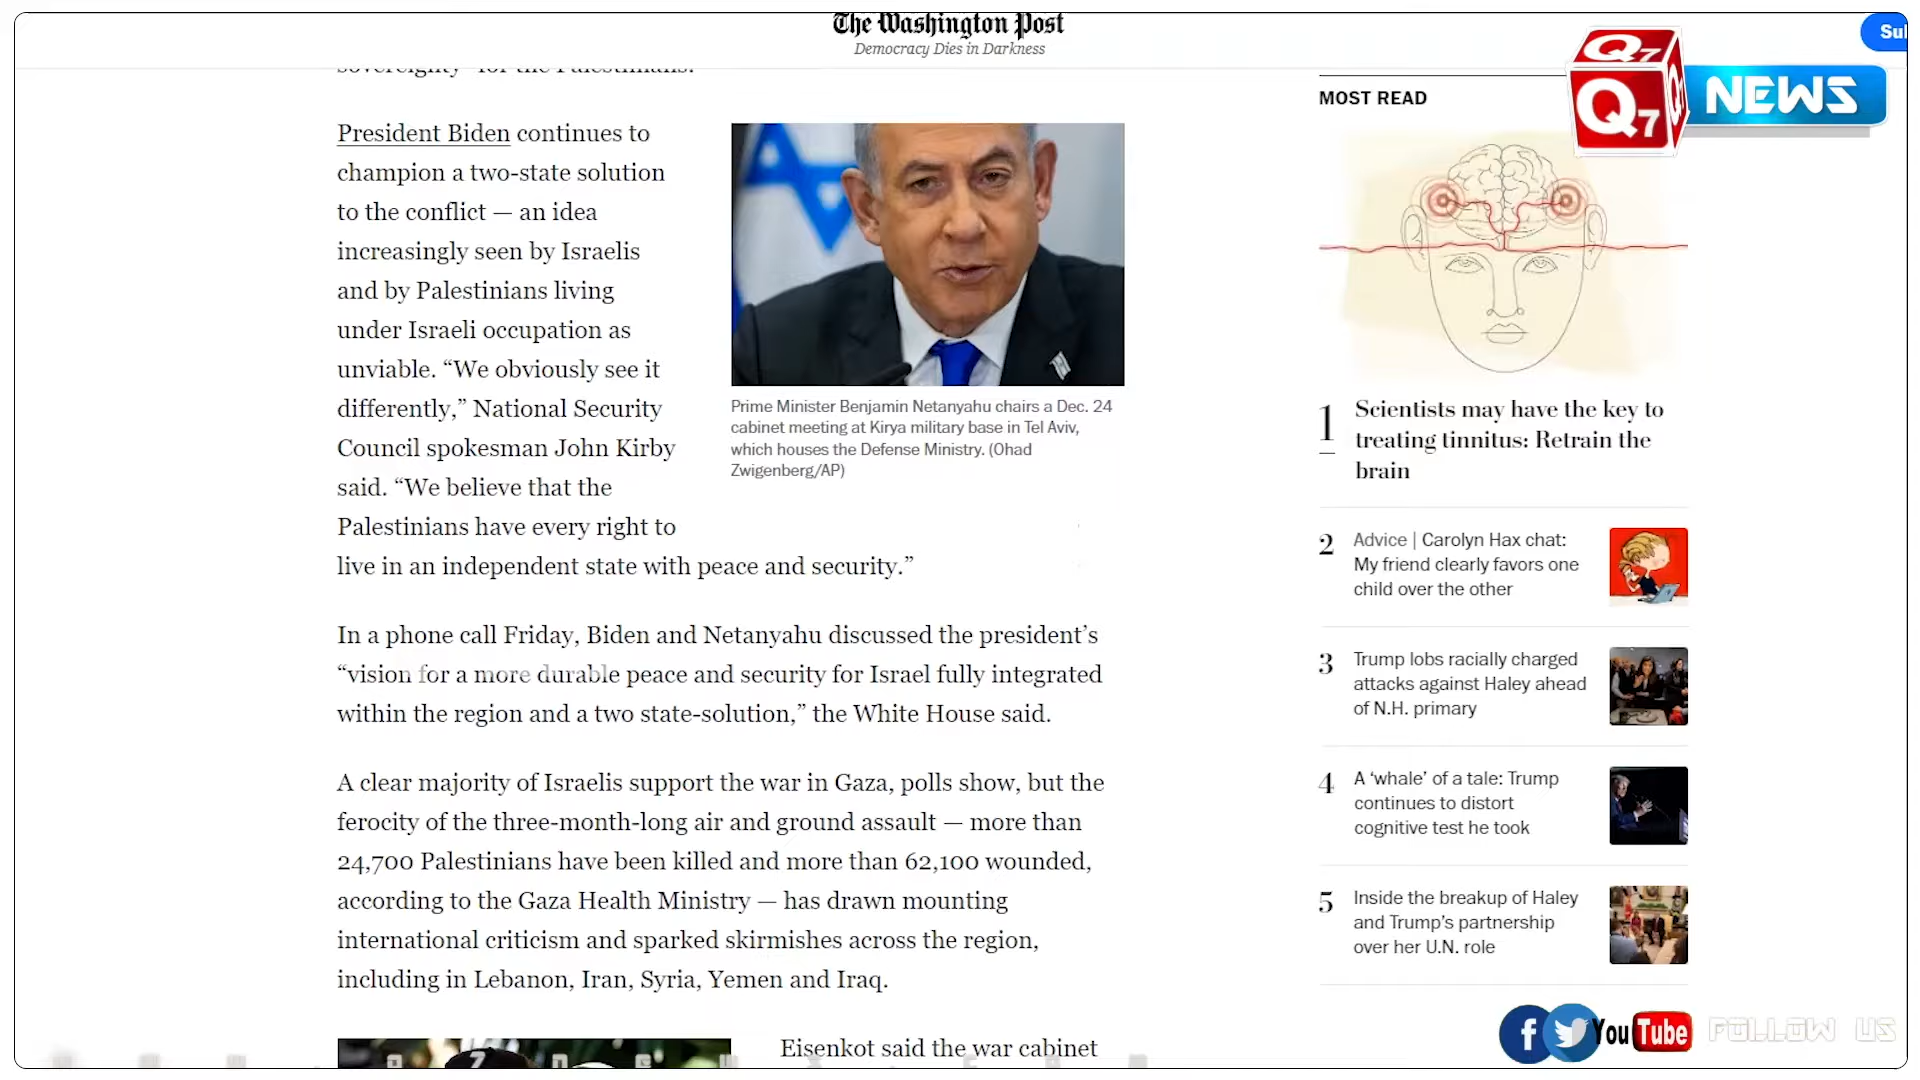 The Washington Post
Democracy Dies in Darkness
Q7
Q7
NEWS
sovereignty" for the Palestinians.
President Biden continues to
champion a two-state solution
to the conflict — an idea
increasingly seen by Israelis
and by Palestinians living
under Israeli occupation as
unviable. “We obviously see it
differently,” National Security
Council spokesman John Kirby
said. “We believe that the
Palestinians have every right to
live in an independent state with peace and security.”
Prime Minister Benjamin Netanyahu chairs a Dec. 24
cabinet meeting at Kirya military base in Tel Aviv,
which houses the Defense Ministry. (Ohad
Zwigenberg/AP)
In a phone call Friday, Biden and Netanyahu discussed the president’s
“vision for a more durable peace and security for Israel fully integrated
within the region and a two state-solution,” the White House said.
A clear majority of Israelis support the war in Gaza, polls show, but the
ferocity of the three-month-long air and ground assault — more than
24,700 Palestinians have been killed and more than 62,100 wounded,
according to the Gaza Health Ministry — has drawn mounting
international criticism and sparked skirmishes across the region,
including in Lebanon, Iran, Syria, Yemen and Iraq.
Eisenkot said the war cabinet
MOST READ
1 Scientists may have the key to
treating tinnitus: Retrain the
brain
2 Advice | Carolyn Hax chat:
My friend clearly favors one
child over the other
3 Trump lobs racially charged
attacks against Haley ahead
of N.H. primary
4 A ‘whale’ of a tale: Trump
continues to distort
cognitive test he took
5 Inside the breakup of Haley
and Trump’s partnership
over her U.N. role
YouTube FOLLOW US